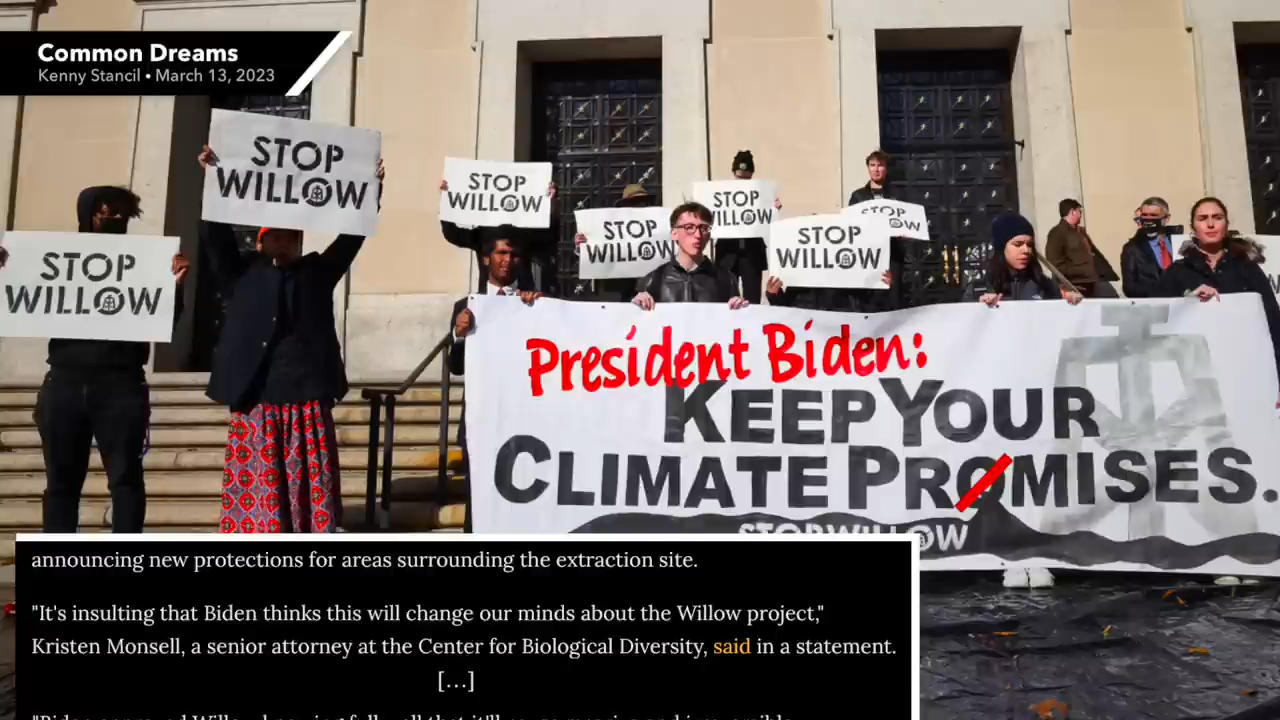 Common Dreams
Kenny Stancil • March 13, 2023
STOP
WILLOW
STOP
WILLOW
STOP
WILLOW
STOP
WILLOW
STOP
WILLOW
STOP
WILLOW
STOP
WILLOW
President Biden:
KEEP YOUR
CLIMATE PROMISES.
STOP WILLOW
announcing new protections for areas surrounding the extraction site.
"It's insulting that Biden thinks this will change our minds about the Willow project,"
Kristen Monsell, a senior attorney at the Center for Biological Diversity, said in a statement.
[…]